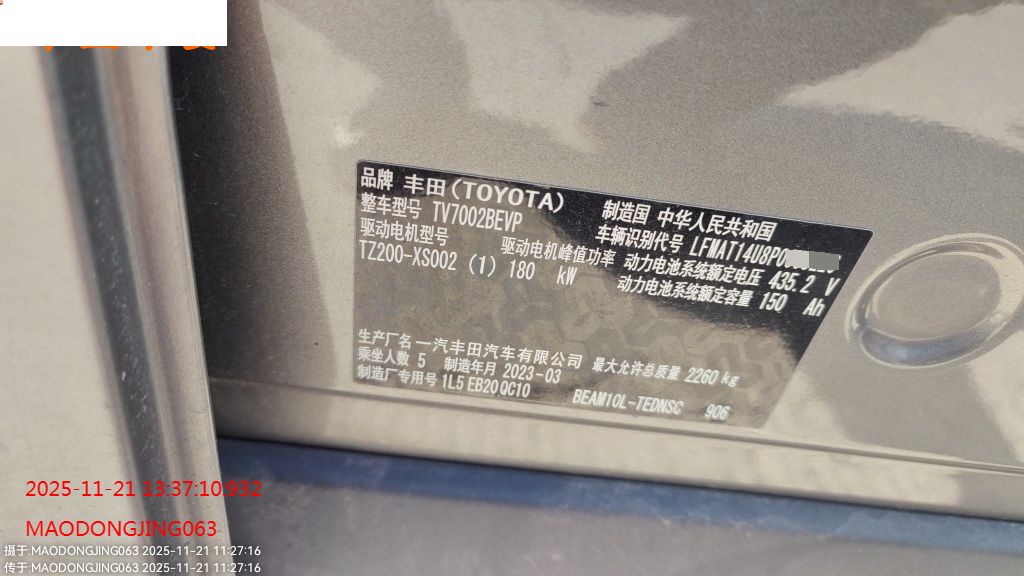 品牌 丰田(TOYOTA) 制造国 中华人民共和国
整车型号 TV7002BEVP 车辆识别代号 LFMAT14D8P0
驱动电机型号 驱动电机峰值功率 动力电池系统额定电压 435.2 V
TZ200-XS002 (1) 180 kW 动力电池系统额定容量 150 Ah
生产厂名 一汽丰田汽车有限公司 最大允许总质量 2260 kg
乘坐人数 5 制造年月 2023-03
制造厂专用号 1L5 EB20 QC10 BEAM10L-TEDNSC 906
2025-11-21 13:37:10:932
MAODONGJING063
摄于:MAODONGJING063 2025-11-21 11:27:16
传于:MAODONGJING063 2025-11-21 11:27:16